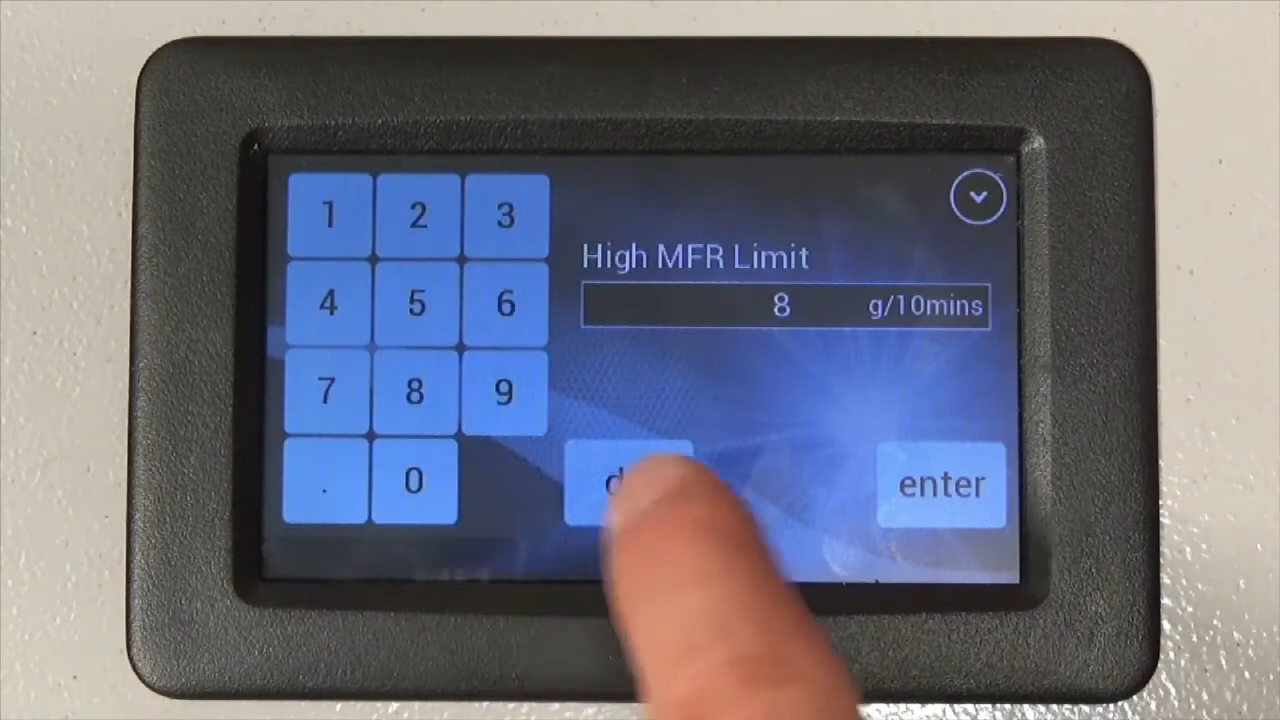 1 2 3
High MFR Limit
4 5 6
8 g/10mins
7 8 9
. 0
enter